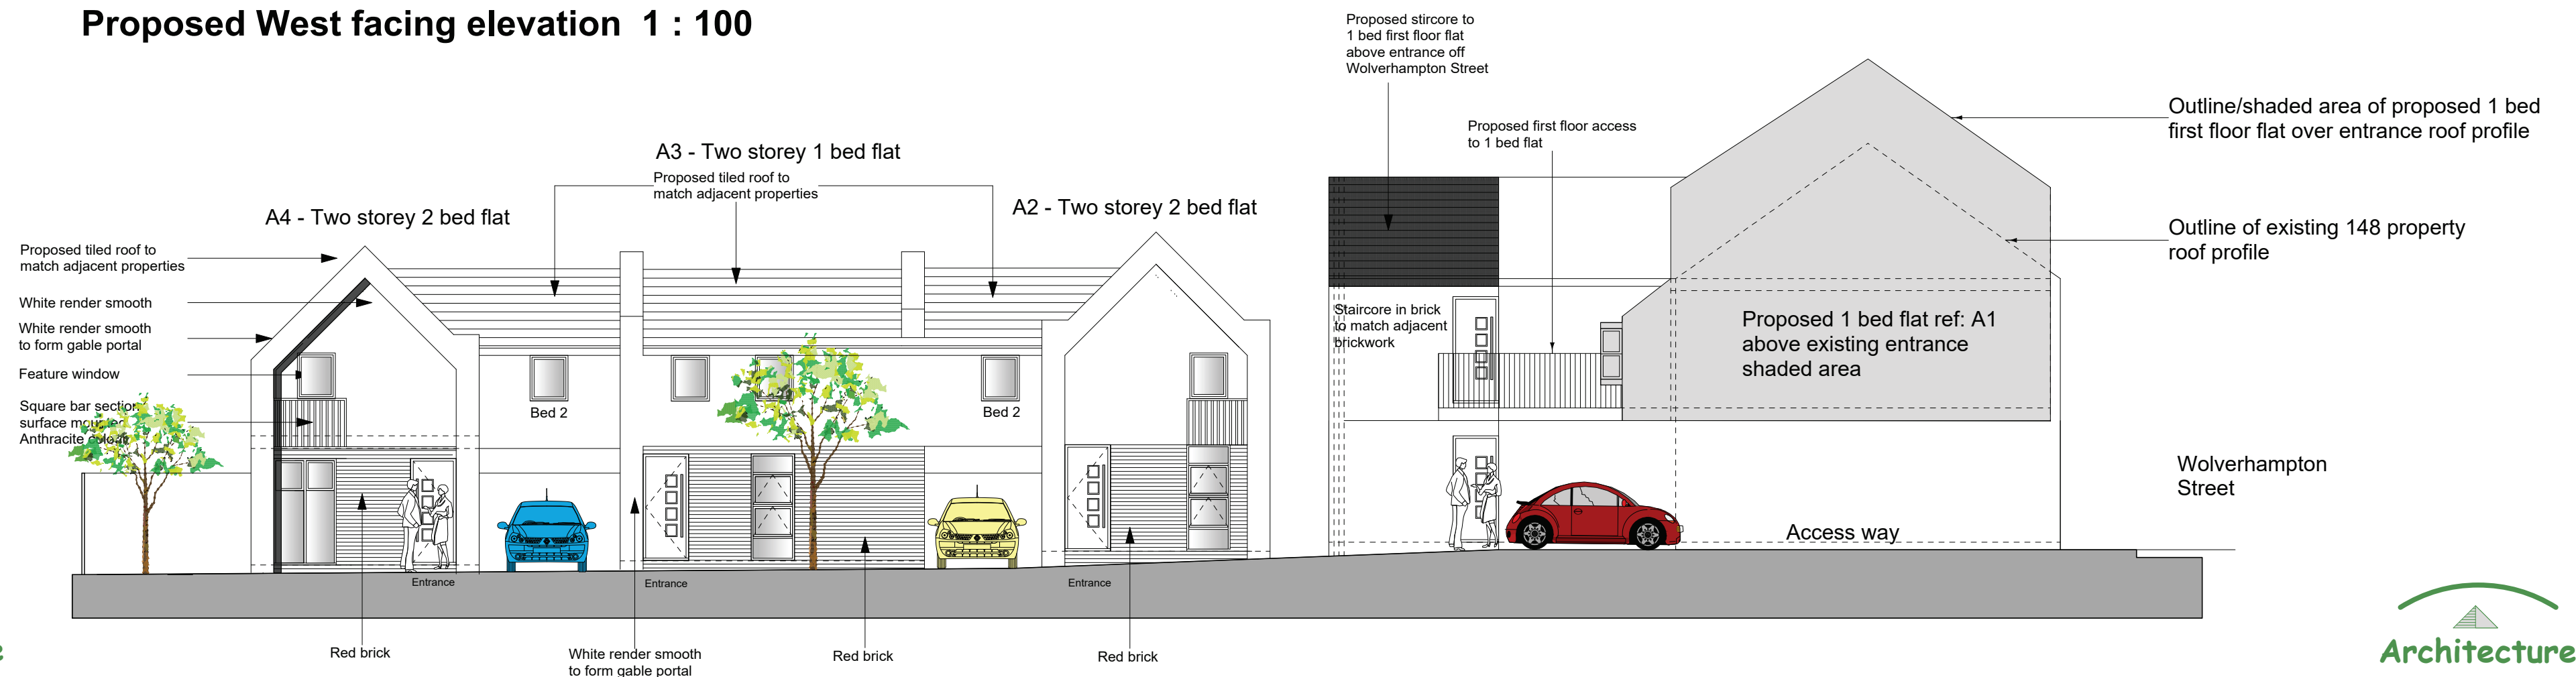 Proposed West facing elevation 1 : 100
Proposed stircore to
1 bed first floor flat
above entrance off
Wolverhampton Street
Proposed first floor access
to 1 bed flat
Outline/shaded area of proposed 1 bed
first floor flat over entrance roof profile
A3 - Two storey 1 bed flat
Proposed tiled roof to
match adjacent properties
A4 - Two storey 2 bed flat
A2 - Two storey 2 bed flat
Outline of existing 148 property
roof profile
Proposed tiled roof to
match adjacent properties
White render smooth
White render smooth
to form gable portal
Feature window
Square bar section
surface mounted
Anthracite colour
Staircore in brick
to match adjacent
brickwork
Proposed 1 bed flat ref: A1
above existing entrance
shaded area
Bed 2
Bed 2
Wolverhampton
Street
Access way
Entrance
Entrance
Entrance
Red brick
White render smooth
to form gable portal
Red brick
Red brick
Architecture